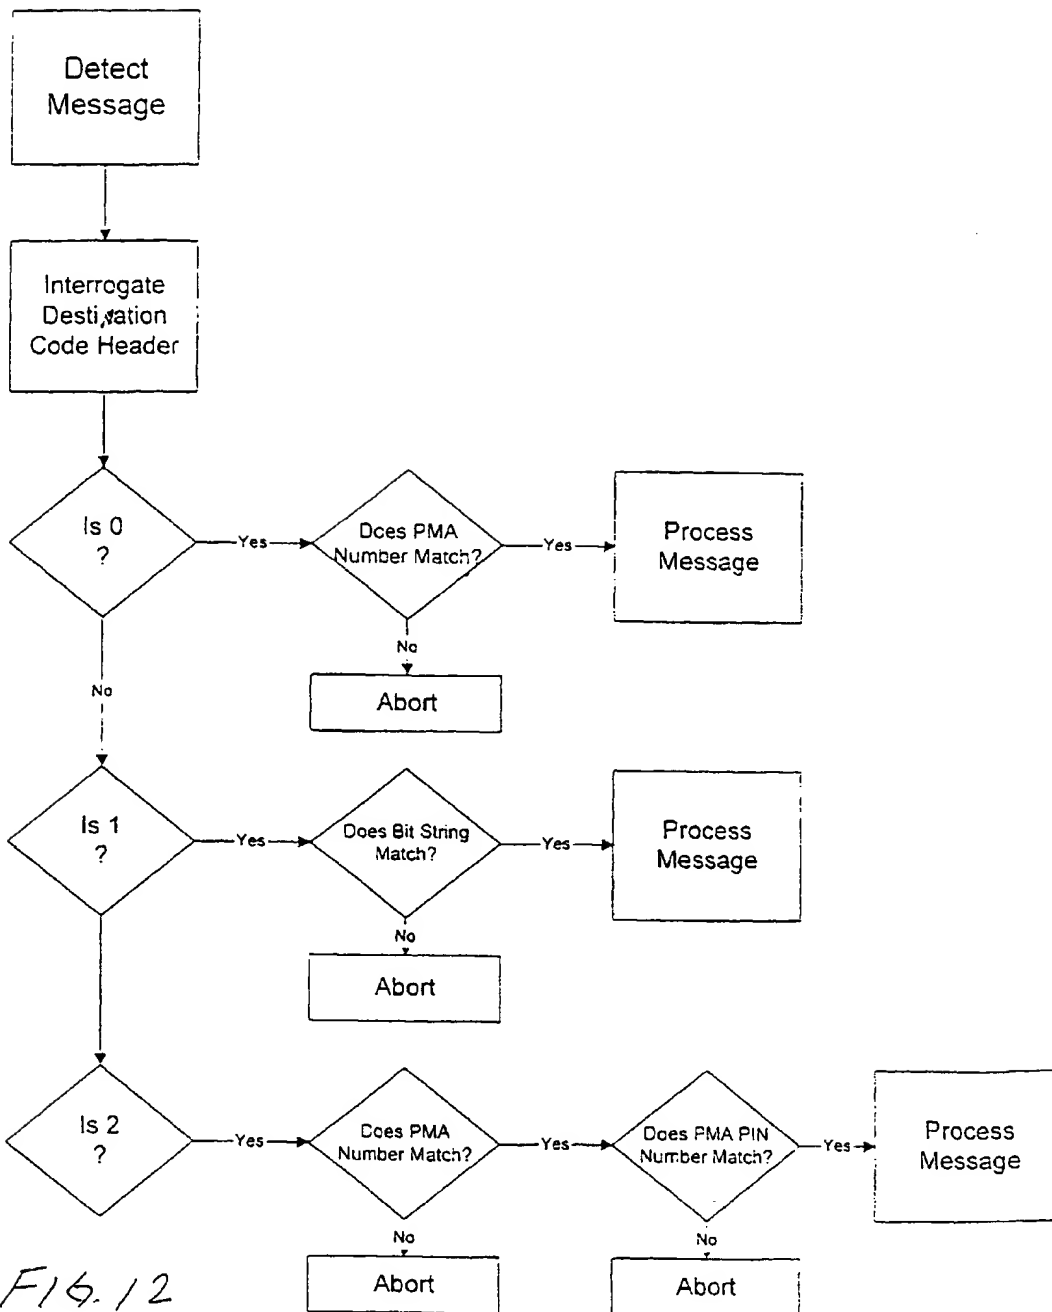 Detect
Message
Interrogate
Destination
Code Header
Is 0
?
Yes
Does PMA
Number Match?
Yes
Process
Message
No
Abort
No
Is 1
?
Yes
Does Bit String
Match?
Yes
Process
Message
No
Abort
Is 2
?
Yes
Does PMA
Number Match?
Yes
Does PMA PIN
Number Match?
Yes
Process
Message
No
Abort
No
Abort
FIG. 12